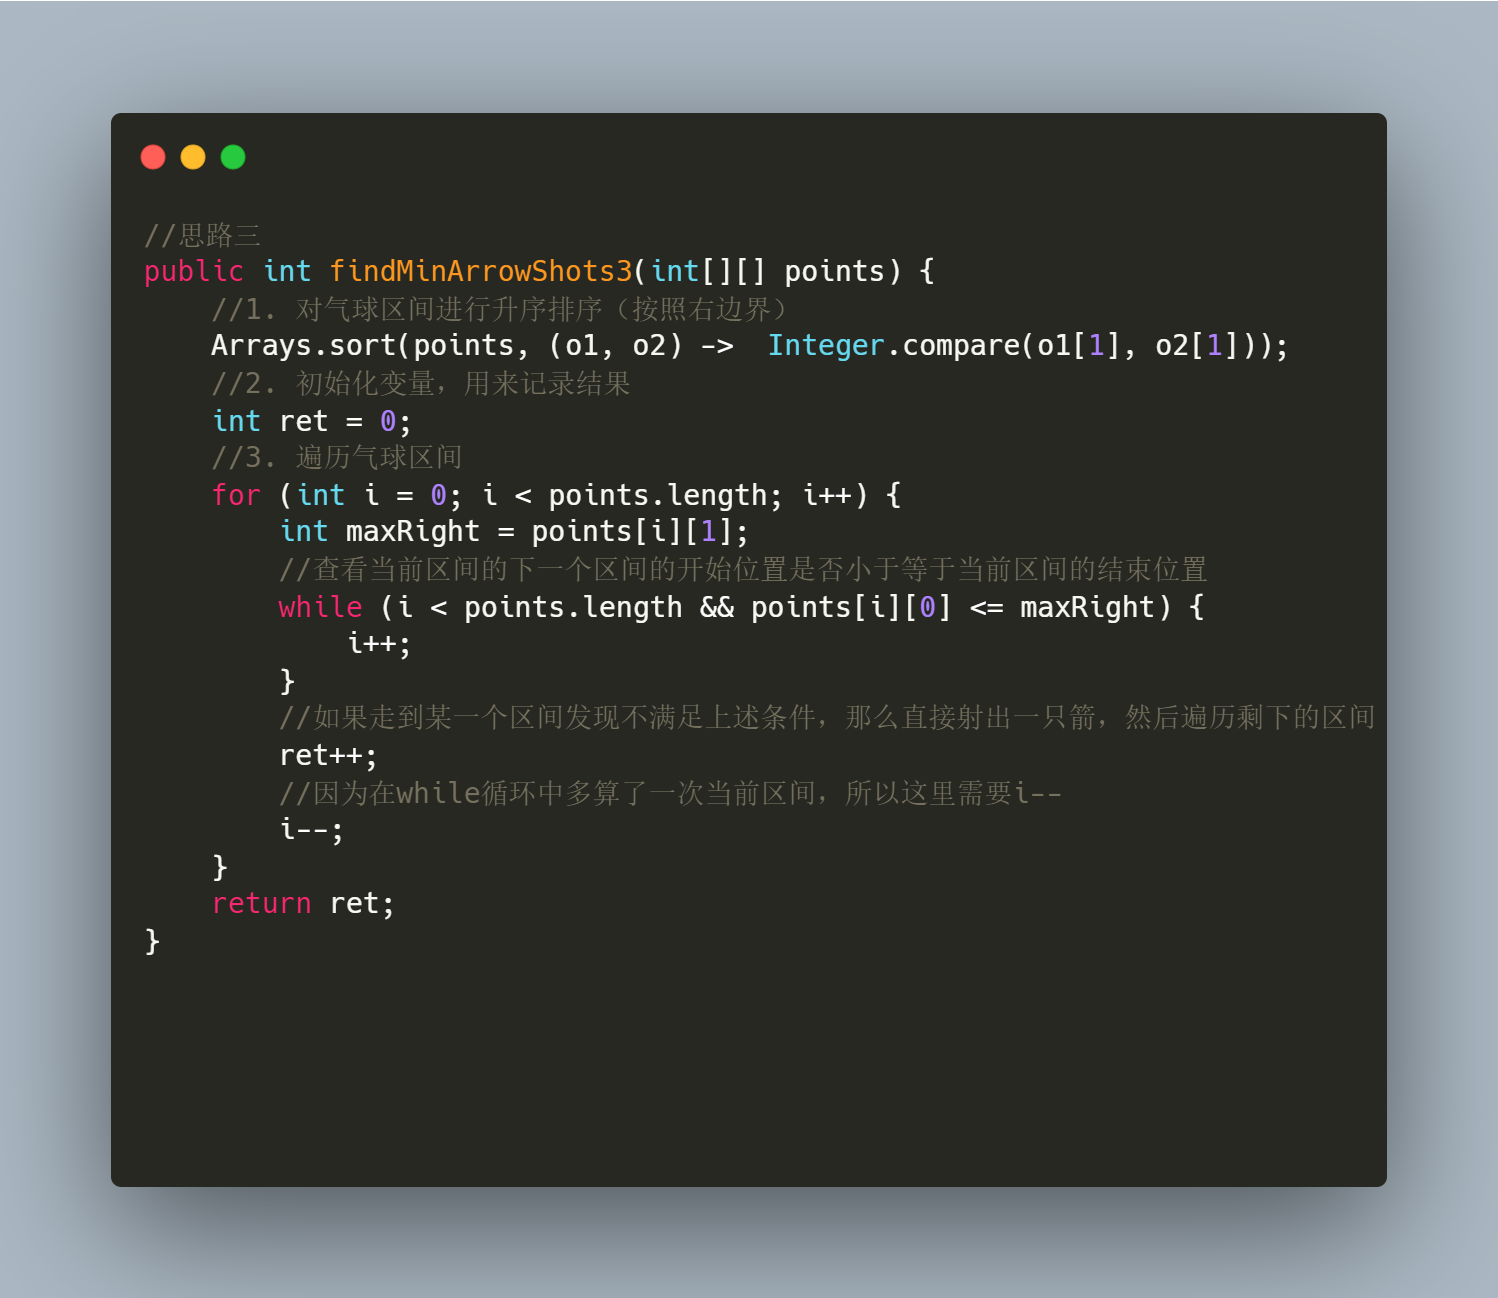 //思路三
public int findMinArrowShots3(int[][] points) {
    //1. 对气球区间进行升序排序（按照右边界）
    Arrays.sort(points, (o1, o2) ->  Integer.compare(o1[1], o2[1]));
    //2. 初始化变量，用来记录结果
    int ret = 0;
    //3. 遍历气球区间
    for (int i = 0; i < points.length; i++) {
        int maxRight = points[i][1];
        //查看当前区间的下一个区间的开始位置是否小于等于当前区间的结束位置
        while (i < points.length && points[i][0] <= maxRight) {
            i++;
        }
        //如果走到某一个区间发现不满足上述条件，那么直接射出一只箭，然后遍历剩下的区间
        ret++;
        //因为在while循环中多算了一次当前区间，所以这里需要i--
        i--;
    }
    return ret;
}